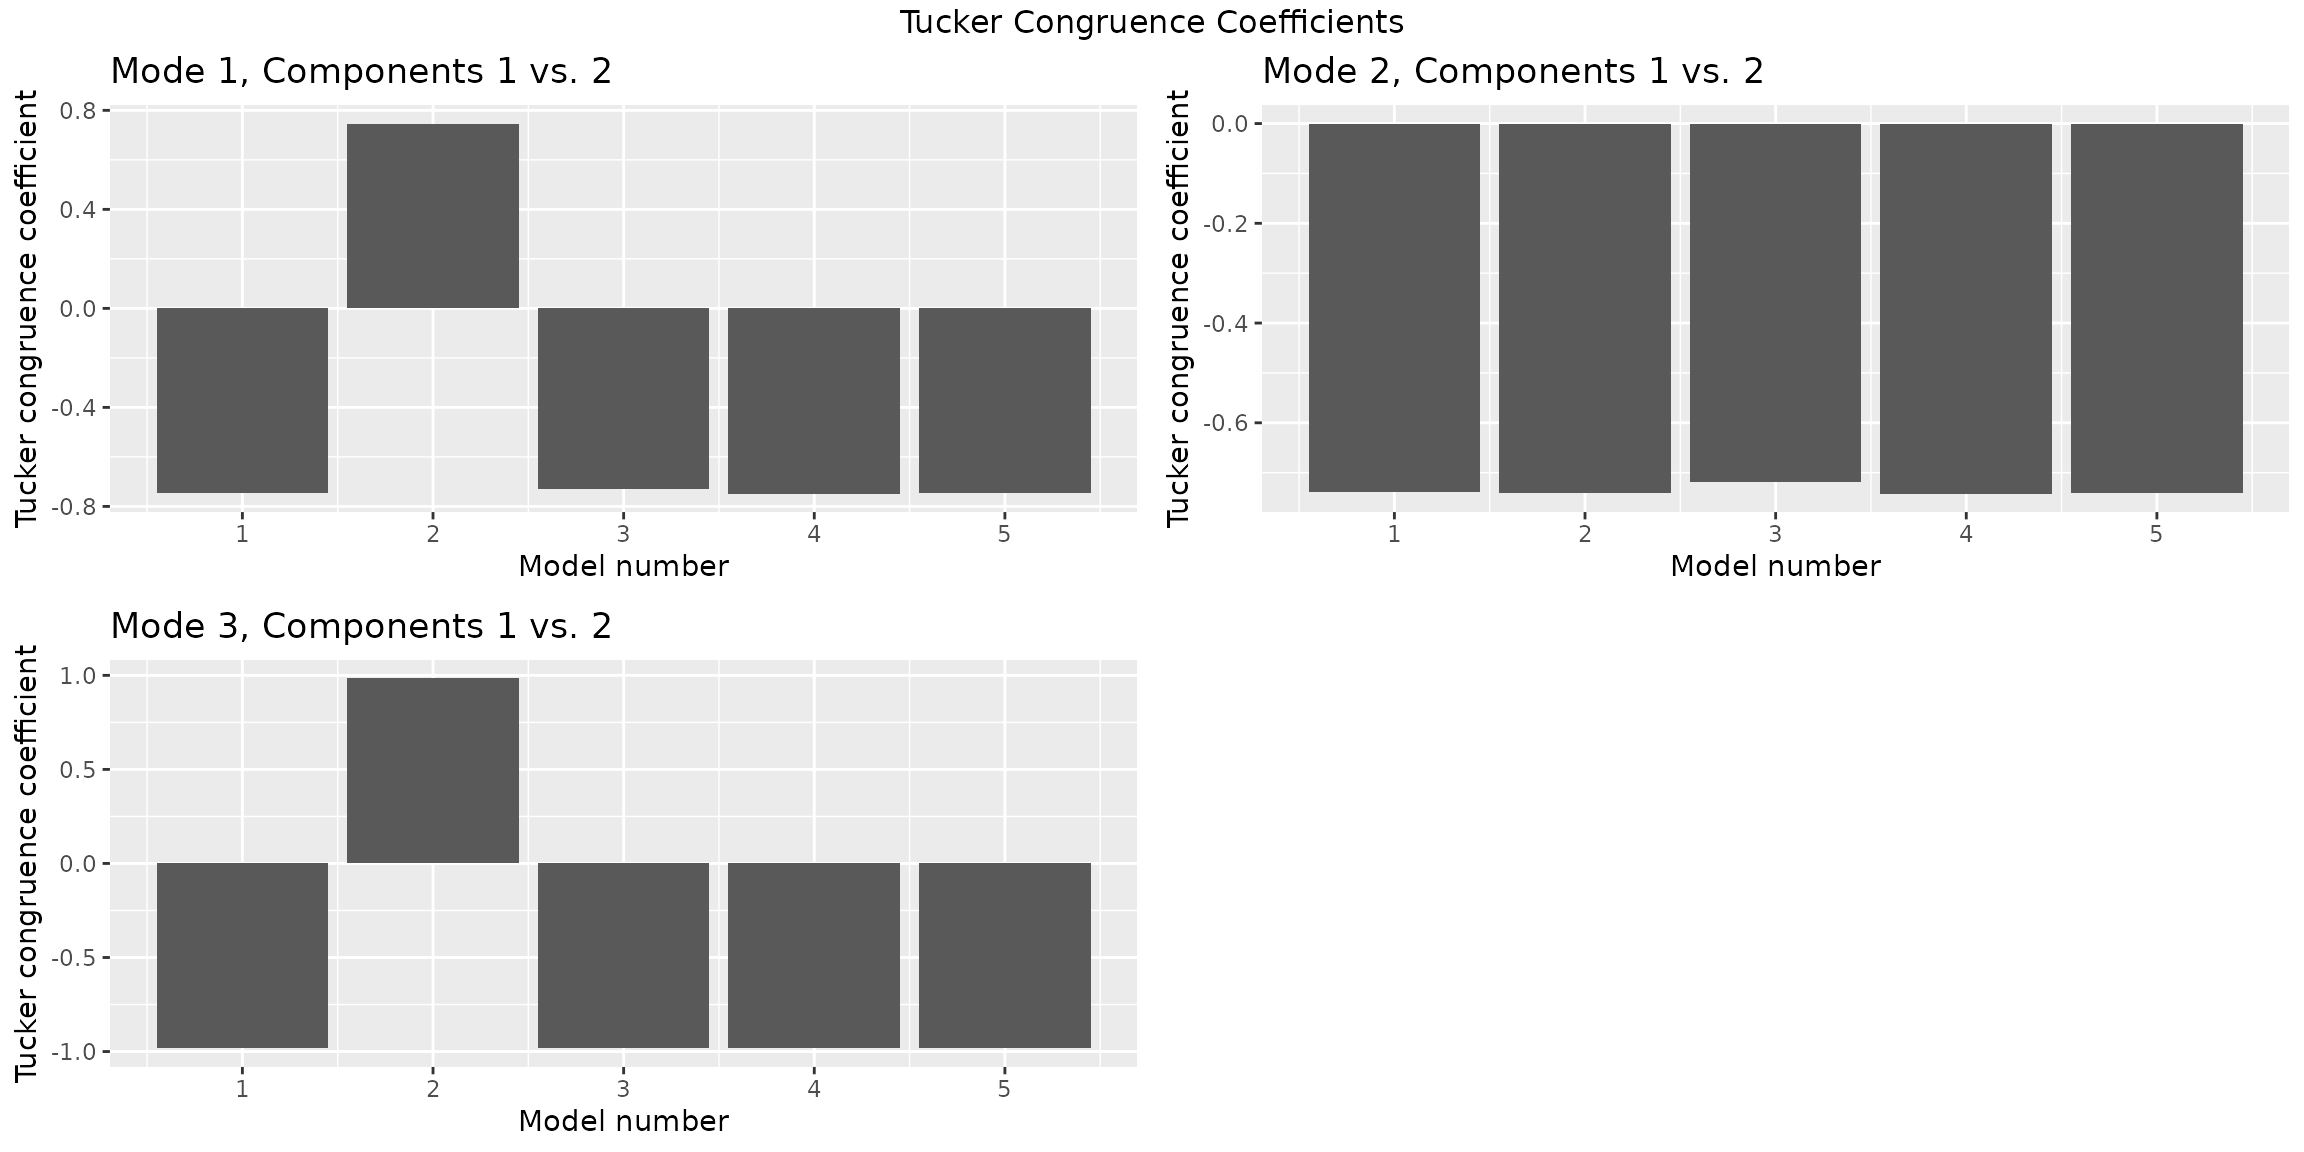 Tucker Congruence Coefficients
Mode 1, Components 1 vs. 2
Tucker congruence coefficient
0.8
0.4
0.0
-0.4
-0.8
1 2 3 4 5
Model number
Mode 2, Components 1 vs. 2
Tucker congruence coefficient
0.0
-0.2
-0.4
-0.6
1 2 3 4 5
Model number
Mode 3, Components 1 vs. 2
Tucker congruence coefficient
1.0
0.5
0.0
-0.5
-1.0
1 2 3 4 5
Model number